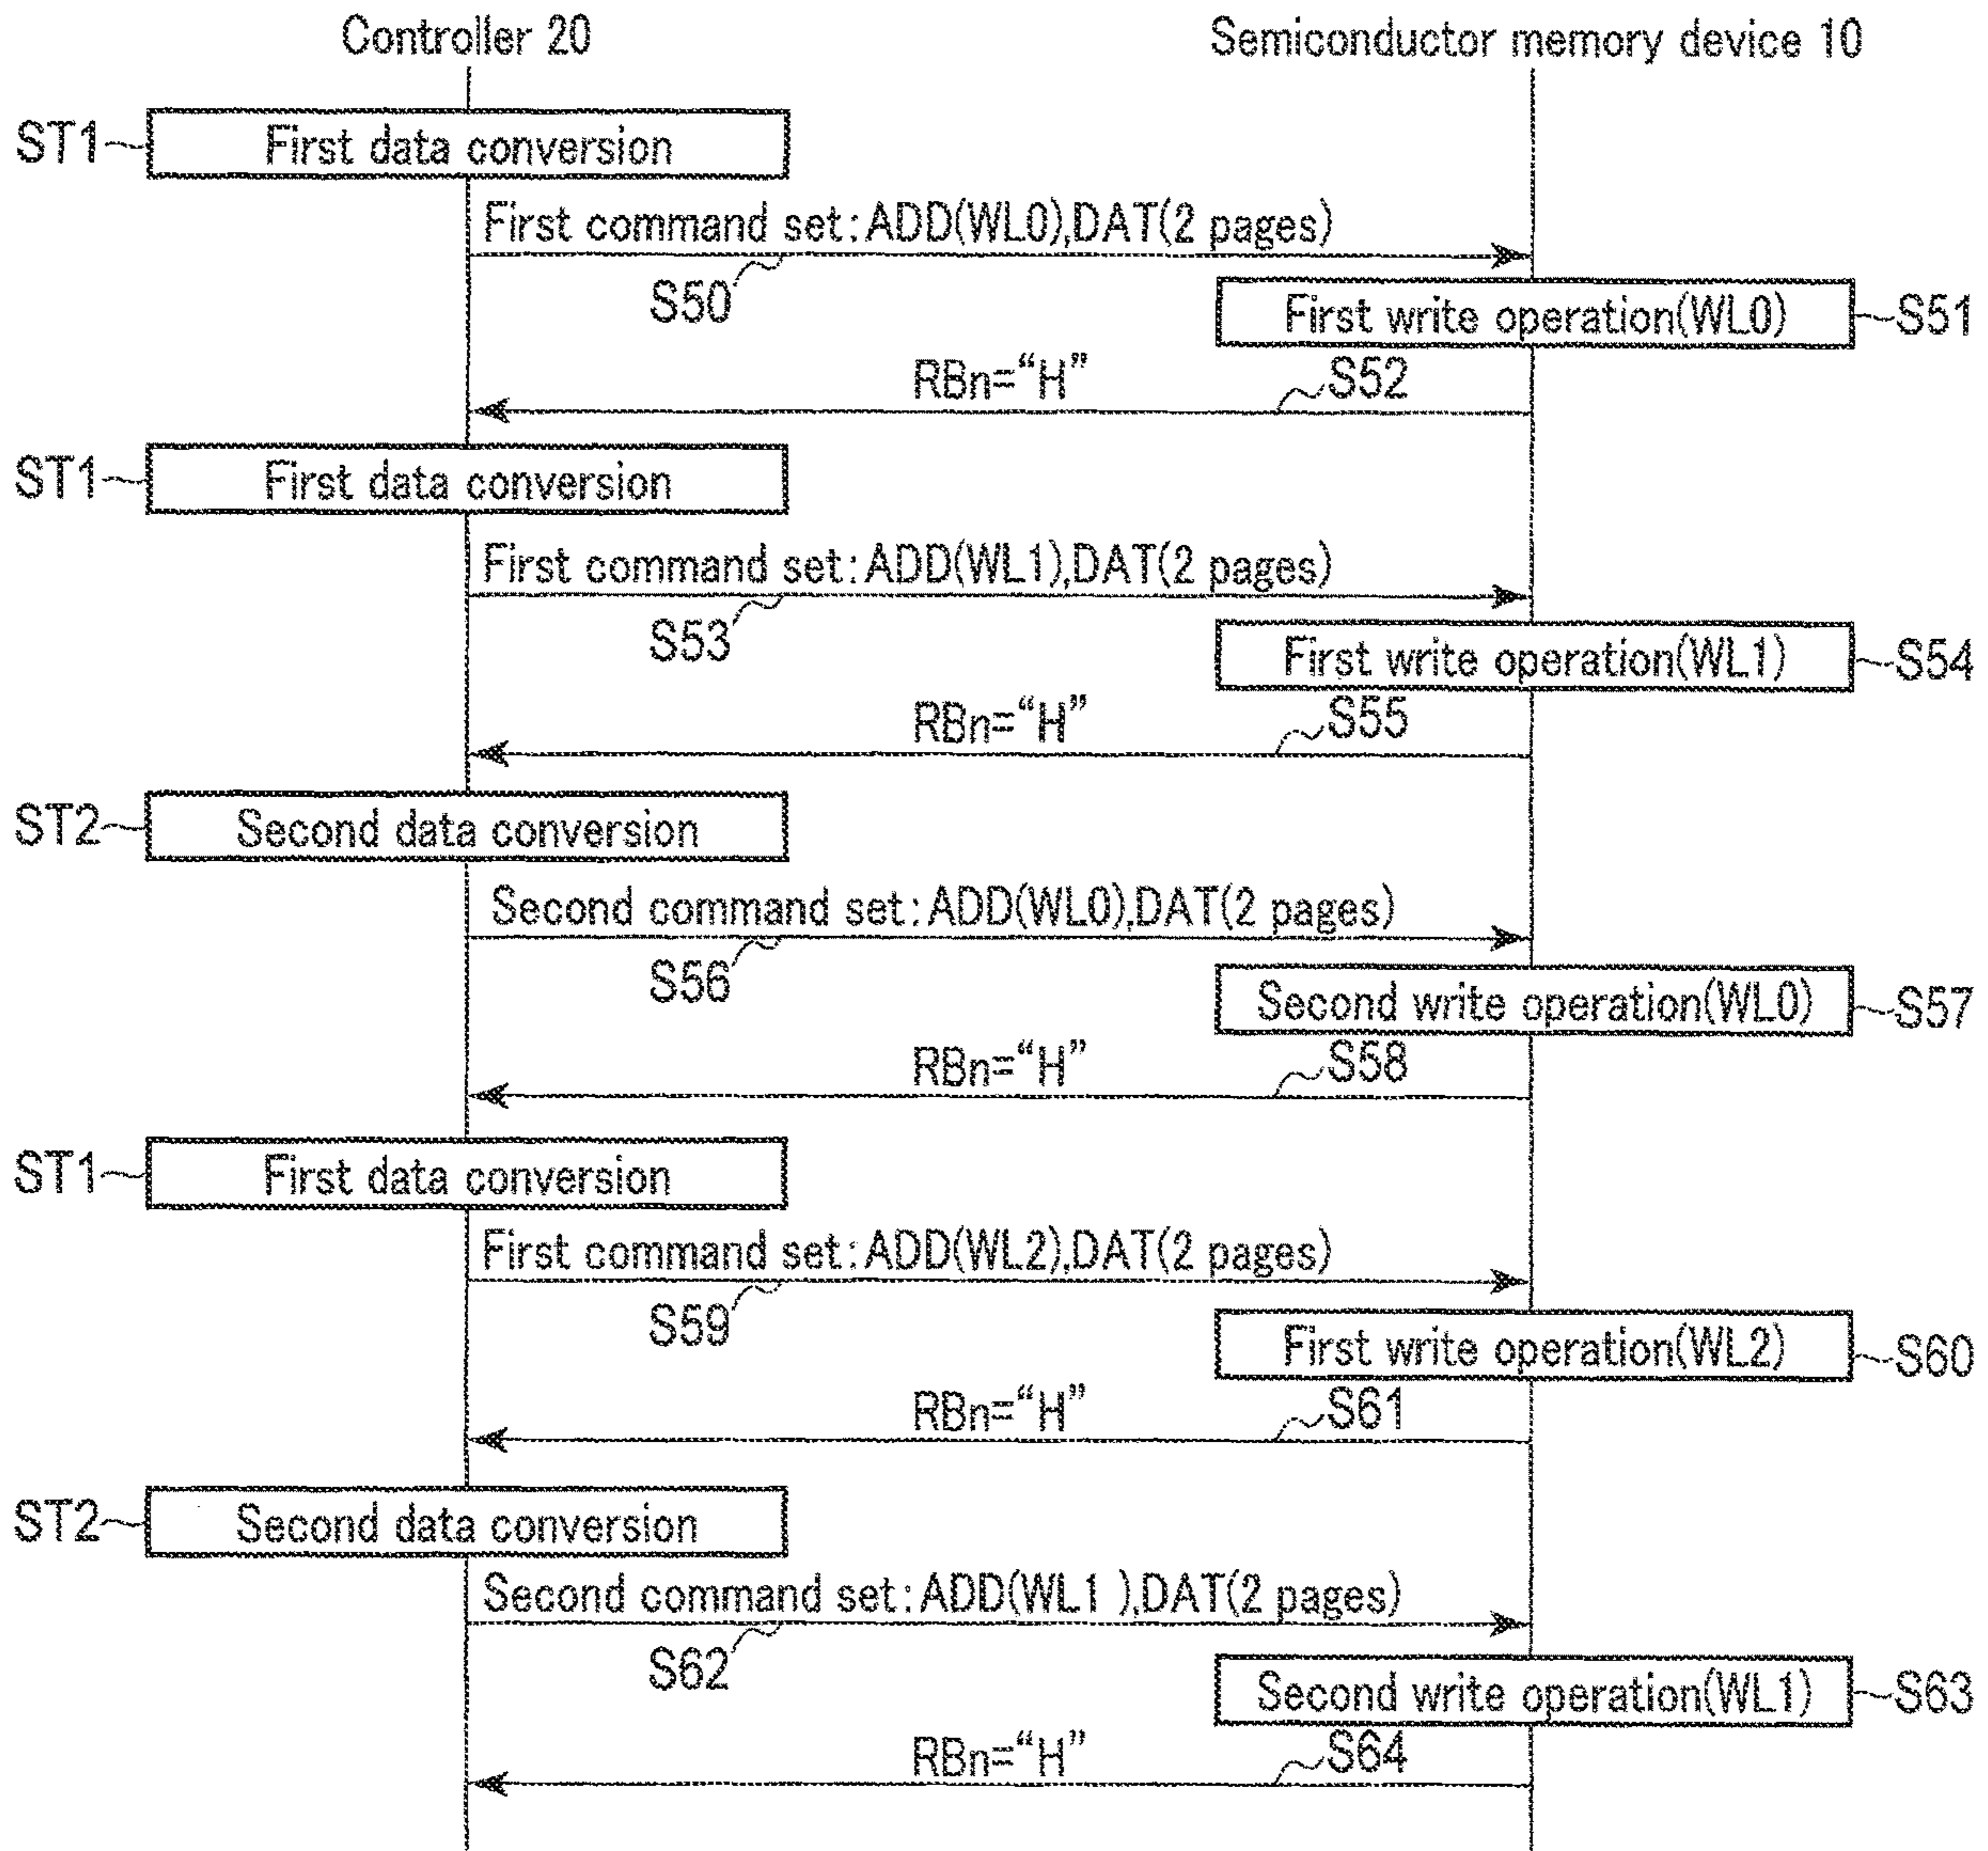 Controller 20
Semiconductor memory device 10
ST1
First data conversion
First command set:ADD(WL0),DAT(2 pages)
S50
First write operation(WL0)
S51
RBn=“H”
S52
ST1
First data conversion
First command set:ADD(WL1),DAT(2 pages)
S53
First write operation(WL1)
S54
RBn=“H”
S55
ST2
Second data conversion
Second command set:ADD(WL0),DAT(2 pages)
S56
Second write operation(WL0)
S57
RBn=“H”
S58
ST1
First data conversion
First command set:ADD(WL2),DAT(2 pages)
S59
First write operation(WL2)
S60
RBn=“H”
S61
ST2
Second data conversion
Second command set:ADD(WL1 ),DAT(2 pages)
S62
Second write operation(WL1)
S63
RBn=“H”
S64